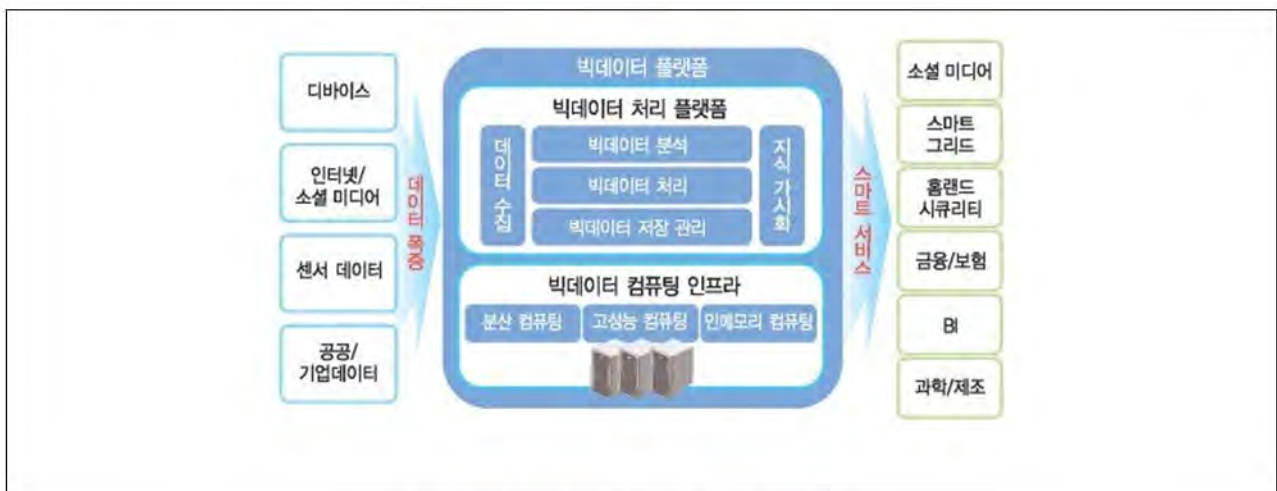 디바이스
인터넷/
소셜 미디어
센서 데이터
공공/
기업데이터
데이터 폭증
빅데이터 플랫폼
빅데이터 처리 플랫폼
데이터 수집
빅데이터 분석
빅데이터 처리
빅데이터 저장 관리
지식 가시화
빅데이터 컴퓨팅 인프라
분산 컴퓨팅
고성능 컴퓨팅
인메모리 컴퓨팅
스마트 서비스
소셜 미디어
스마트
그리드
홈랜드
시큐리티
금융/보험
BI
과학/제조